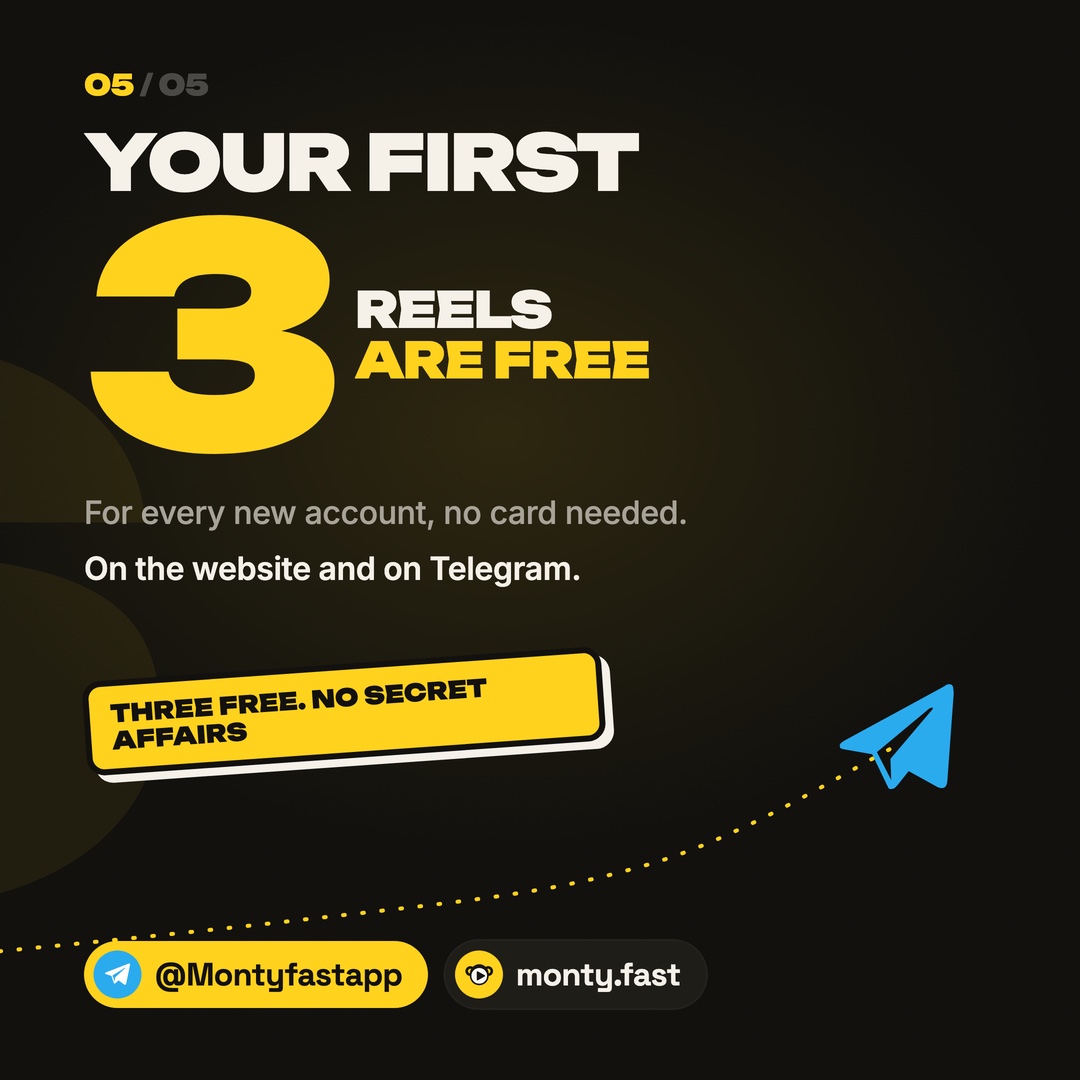 05 / 05
YOUR FIRST
3
REELS
ARE FREE
For every new account, no card needed.
On the website and on Telegram.
THREE FREE. NO SECRET
AFFAIRS
@Montyfastapp
monty.fast